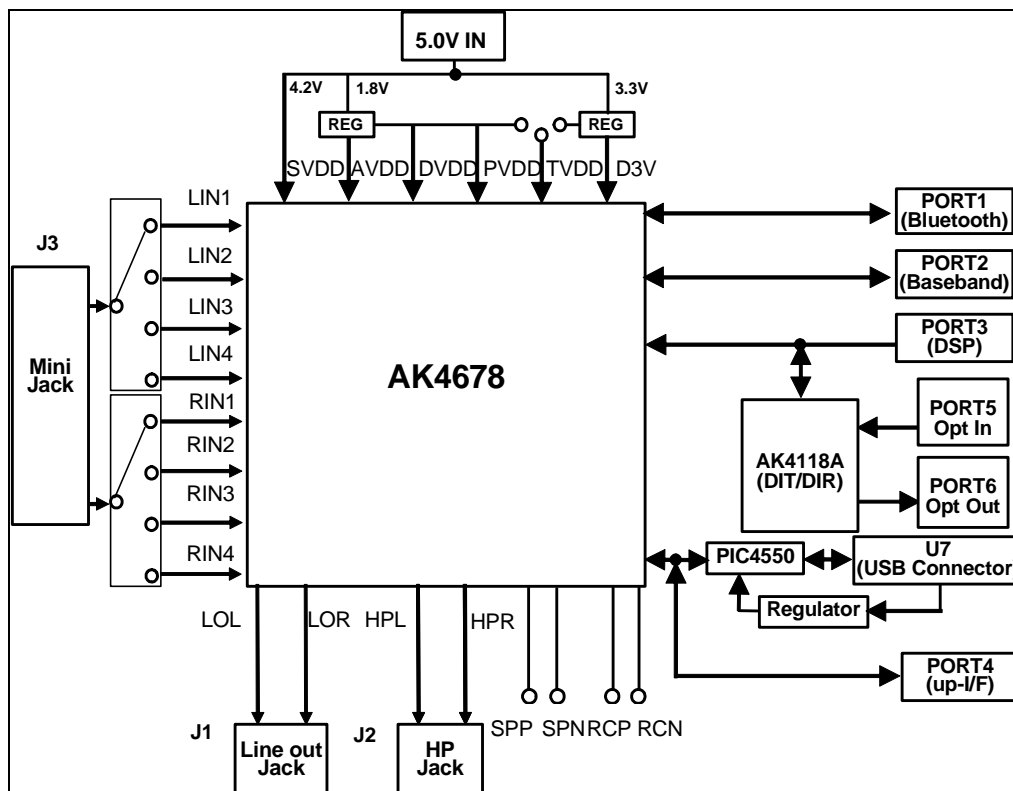 5.0V IN
4.2V
1.8V
3.3V
REG
REG
SVDD
AVDD
DVDD
PVDD
TVDD
D3V
J3
Mini
Jack
LIN1
LIN2
LIN3
LIN4
RIN1
RIN2
RIN3
RIN4
AK4678
PORT1
(Bluetooth)
PORT2
(Baseband)
PORT3
(DSP)
AK4118A
(DIT/DIR)
PORT5
Opt In
PORT6
Opt Out
PIC4550
U7
(USB Connector
Regulator
PORT4
(up-I/F)
LOL
LOR
HPL
HPR
SPP
SPN
RCP
RCN
J1
Line out
Jack
J2
HP
Jack